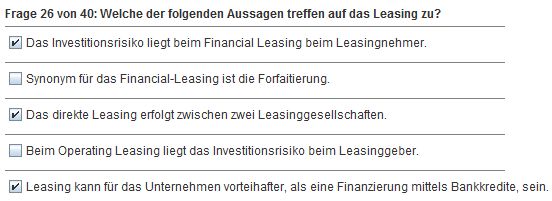 Frage 26 von 40: Welche der folgenden Aussagen treffen auf das Leasing zu?
Das Investitionsrisiko liegt beim Financial Leasing beim Leasingnehmer.
Synonym für das Financial-Leasing ist die Forfaitierung.
Das direkte Leasing erfolgt zwischen zwei Leasinggesellschaften.
Beim Operating Leasing liegt das Investitionsrisiko beim Leasinggeber.
Leasing kann für das Unternehmen vorteihafter, als eine Finanzierung mittels Bankkredite, sein.